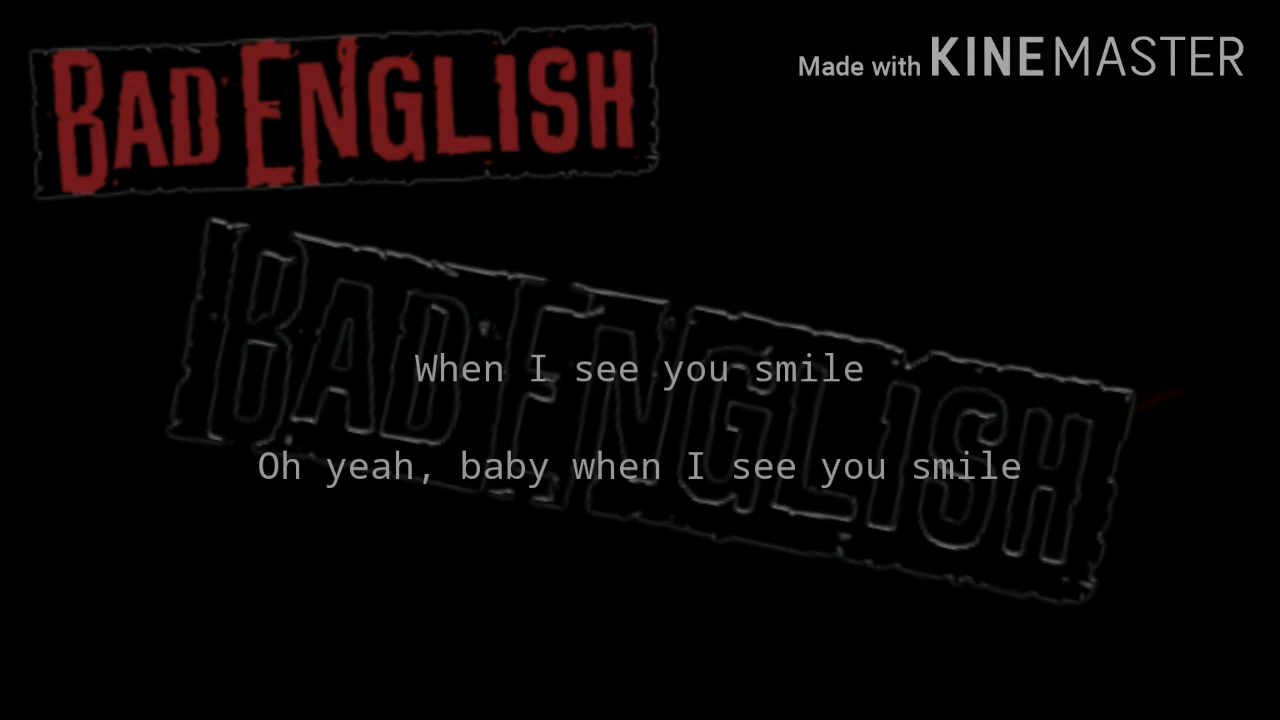 BAD ENGLISH
Made with KINEMASTER
BAD ENGLISH
When I see you smile
Oh yeah, baby when I see you smile